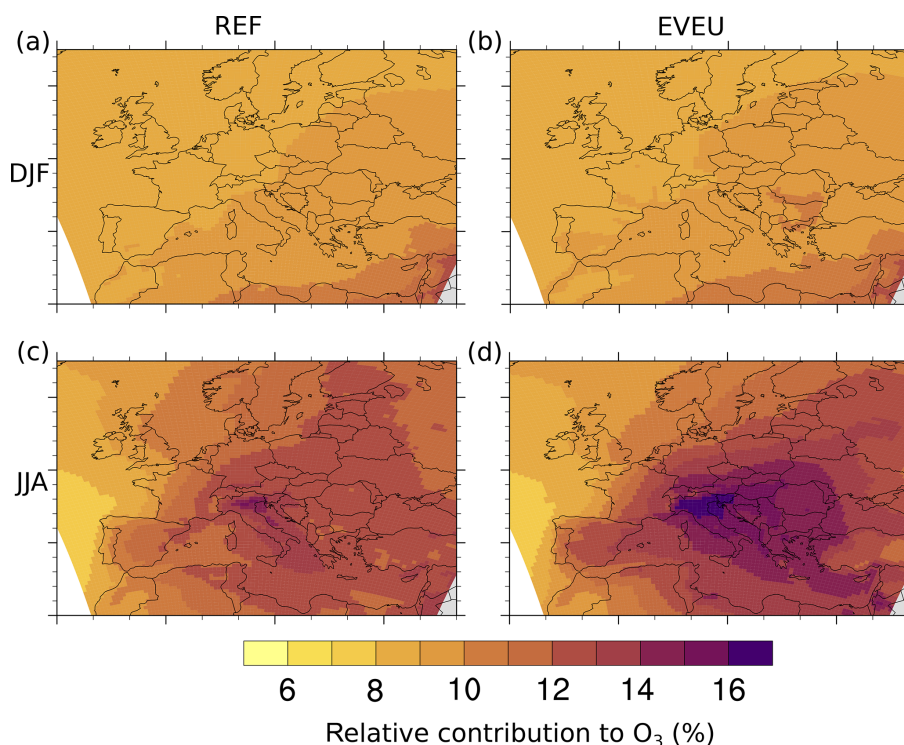 REF EVEU
(a) (b)
DJF
(c) (d)
JJA
6 8 10 12 14 16
Relative contribution to O₃ (%)